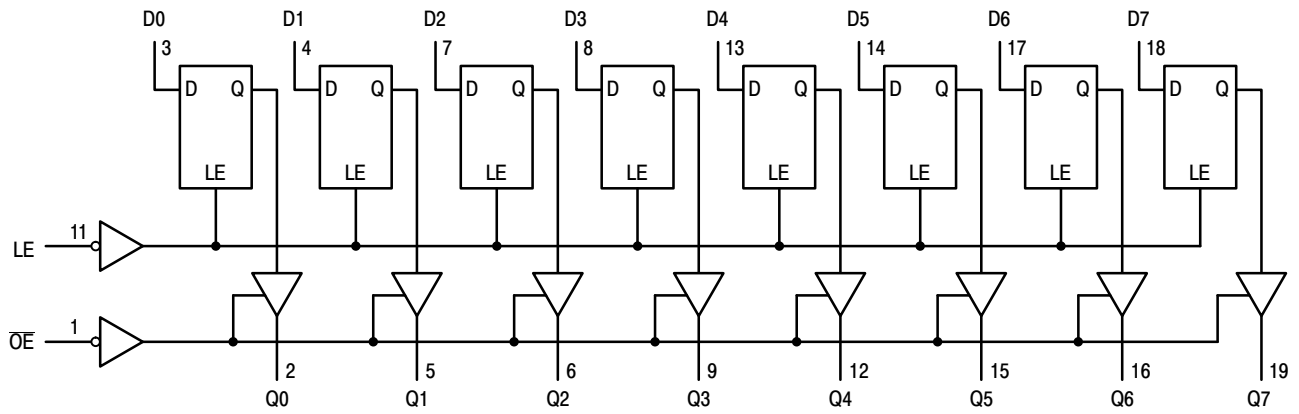 D0 D1 D2 D3 D4 D5 D6 D7
3 4 7 8 13 14 17 18
D Q D Q D Q D Q D Q D Q D Q D Q
LE LE LE LE LE LE LE LE
11
LE
1
O̅E̅
2 5 6 9 12 15 16 19
Q0 Q1 Q2 Q3 Q4 Q5 Q6 Q7